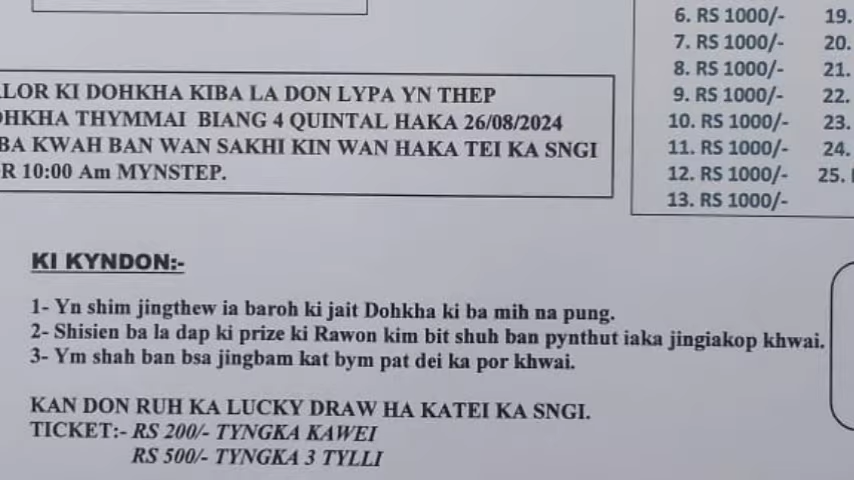 6. RS 1000/- 19.
7. RS 1000/- 20.
8. RS 1000/- 21.
9. RS 1000/- 22.
10. RS 1000/- 23.
11. RS 1000/- 24.
12. RS 1000/- 25.
13. RS 1000/-
KI DOHKHA KIBA LA DON LYPA YN THEP
THYMMAI BIANG 4 QUINTAL HAKA 26/08/2024
KWAH BAN WAN SAKHI KIN WAN HAKA TEI KA SNGI
10:00 Am MYNSTEP.
KI KYNDON:-
1- Yn shim jingthew ia baroh ki jait Dohkha ki ba mih na pung.
2- Shisien ba la dap ki prize ki Rawon kim bit shuh ban pynthut iaka jingiakop khwai.
3- Ym shah ban bsa jingbam kat bym pat dei ka por khwai.
KAN DON RUH KA LUCKY DRAW HA KATEI KA SNGI.
TICKET:- RS 200/- TYNGKA KAWEI
RS 500/- TYNGKA 3 TYLLI